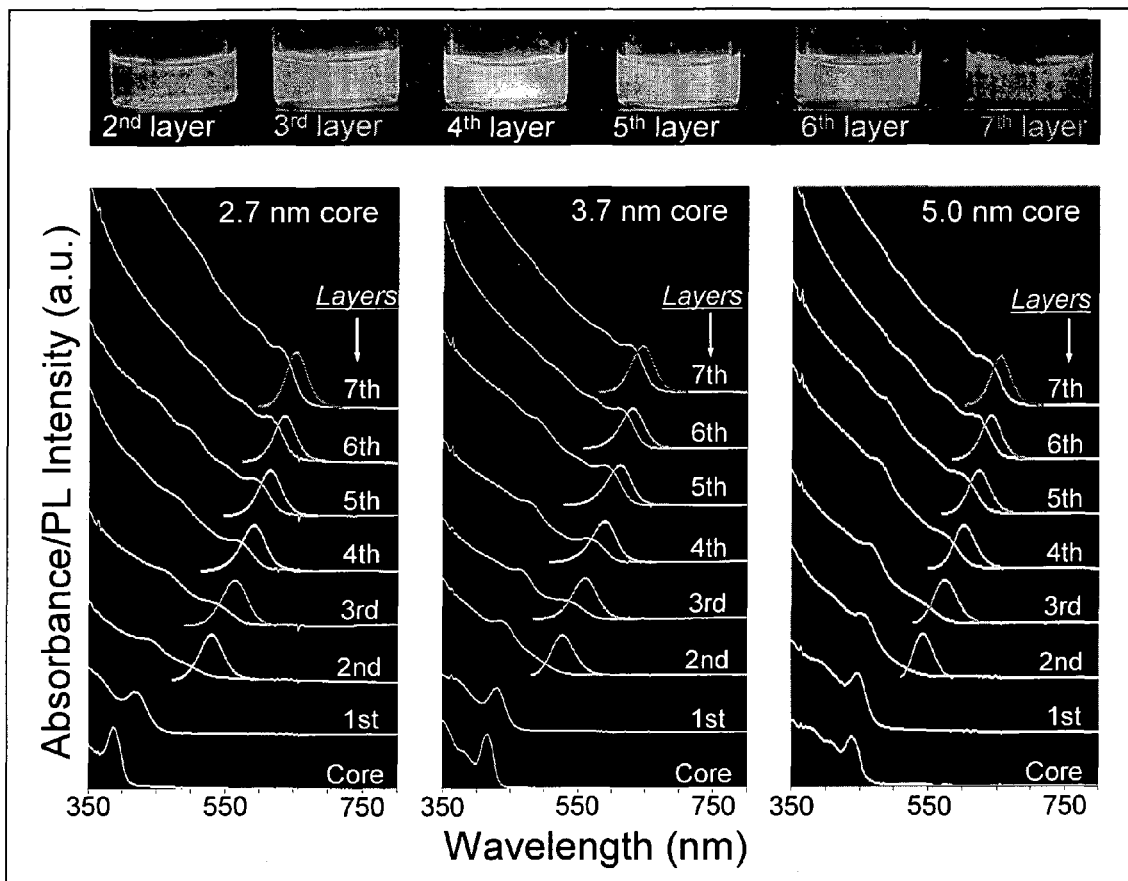 2nd layer
3rd layer
4th layer
5th layer
6th layer
7th layer
Absorbance/PL Intensity (a.u.)
2.7 nm core
Layers
7th
6th
5th
4th
3rd
2nd
1st
Core
350
550
750
3.7 nm core
Layers
7th
6th
5th
4th
3rd
2nd
1st
Core
350
550
750
5.0 nm core
Layers
7th
6th
5th
4th
3rd
2nd
1st
Core
350
550
750
Wavelength (nm)